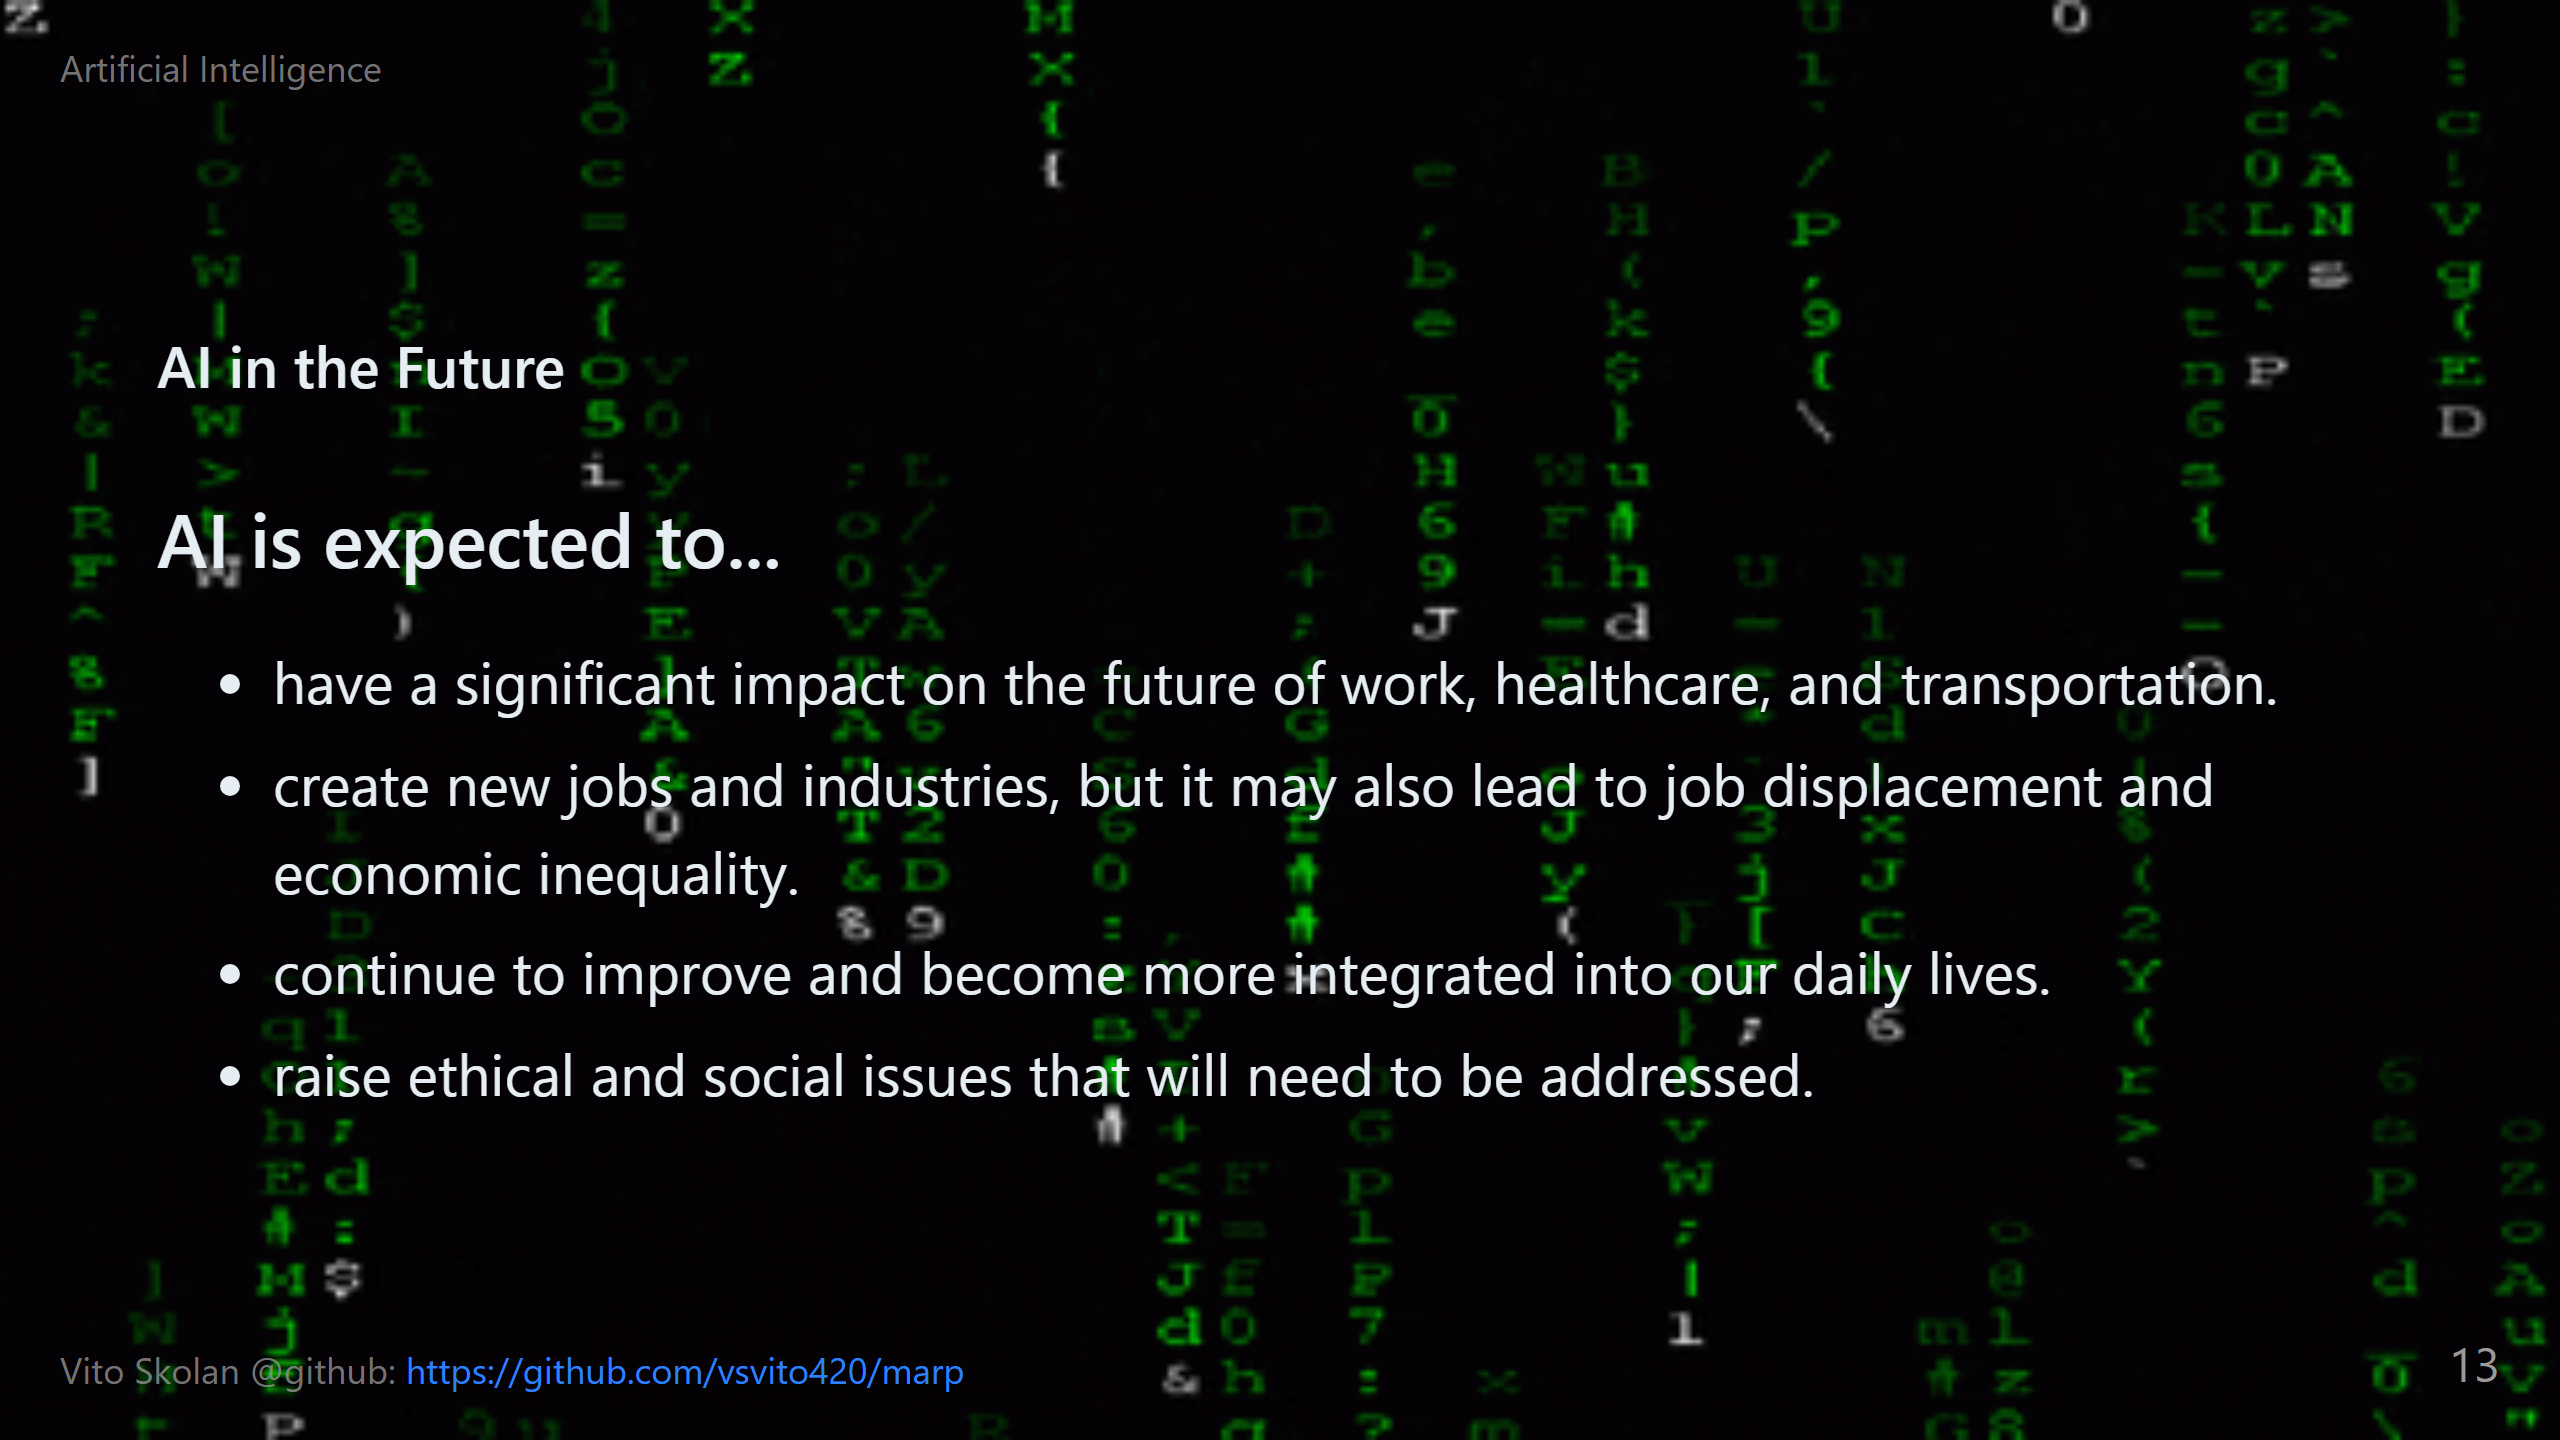 Artificial Intelligence
AI in the Future
AI is expected to...
• have a significant impact on the future of work, healthcare, and transportation.
• create new jobs and industries, but it may also lead to job displacement and
economic inequality.
• continue to improve and become more integrated into our daily lives.
• raise ethical and social issues that will need to be addressed.
Vito Skolan @github: https://github.com/vsvito420/marp
13